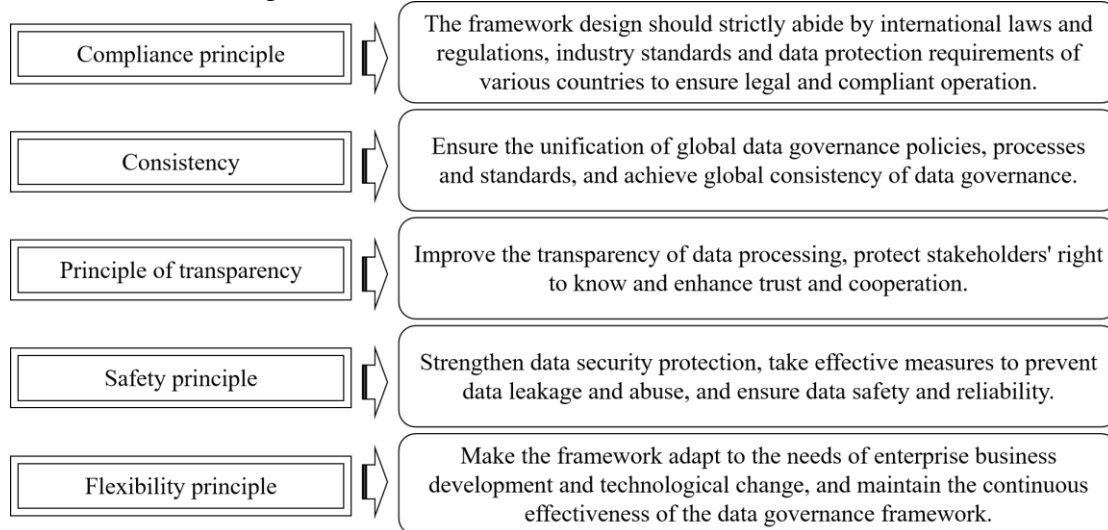 Compliance principle
The framework design should strictly abide by international laws and
regulations, industry standards and data protection requirements of
various countries to ensure legal and compliant operation.
Consistency
Ensure the unification of global data governance policies, processes
and standards, and achieve global consistency of data governance.
Principle of transparency
Improve the transparency of data processing, protect stakeholders' right
to know and enhance trust and cooperation.
Safety principle
Strengthen data security protection, take effective measures to prevent
data leakage and abuse, and ensure data safety and reliability.
Flexibility principle
Make the framework adapt to the needs of enterprise business
development and technological change, and maintain the continuous
effectiveness of the data governance framework.